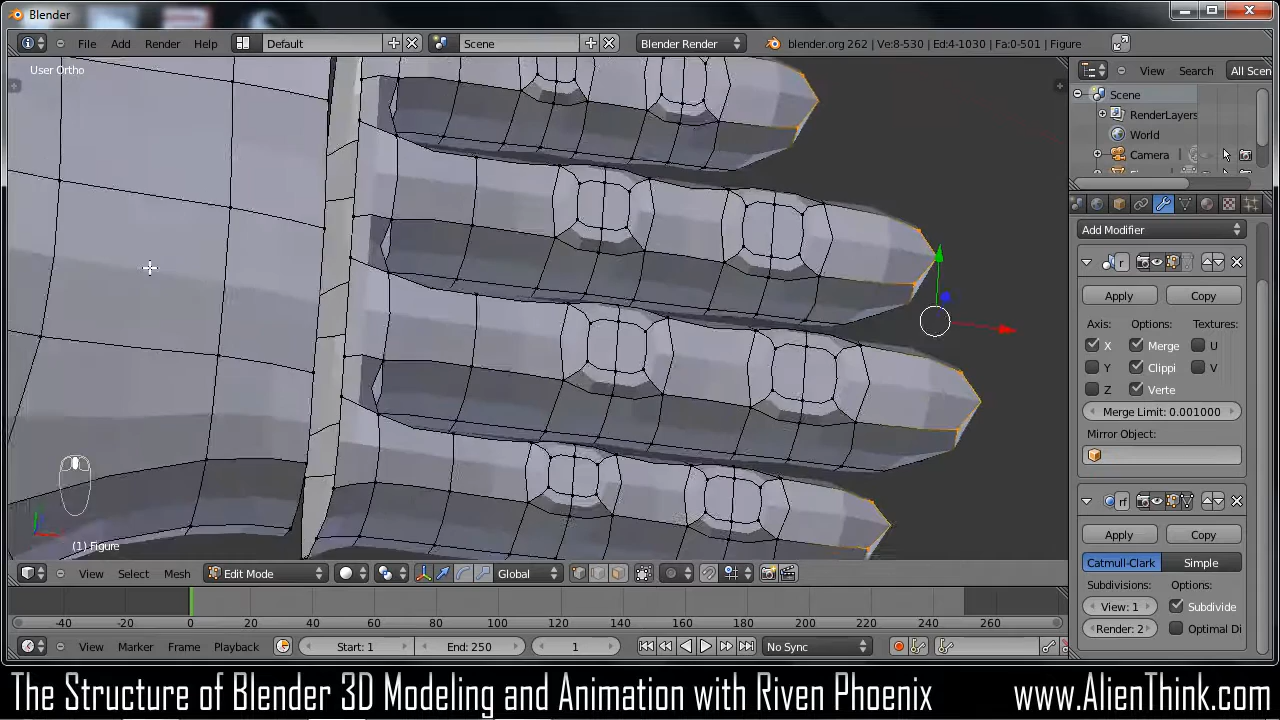 Blender
File Add Render Help Default Scene Blender Render blender.org 262 | Ve:8-530 | Ed:4-1030 | Fa:0-501 | Figure
User Ortho
View Search All Scen
Scene
RenderLayers
World
Camera
Add Modifier
r
Apply Copy
Axis: Options: Textures:
X Merge U
Y Clippi V
Z Verte
Merge Limit: 0.001000
Mirror Object:
rf
Apply Copy
Catmull-Clark Simple
Subdivisions: Options:
View: 1 Subdivide
Render: 2 Optimal Di
(1) Figure
View Select Mesh Edit Mode Global
-40 -20 0 20 40 60 80 100 120 140 160 180 200 220 240 260
View Marker Frame Playback Start: 1 End: 250 1 No Sync
The Structure of Blender 3D Modeling and Animation with Riven Phoenix www.AlienThink.com